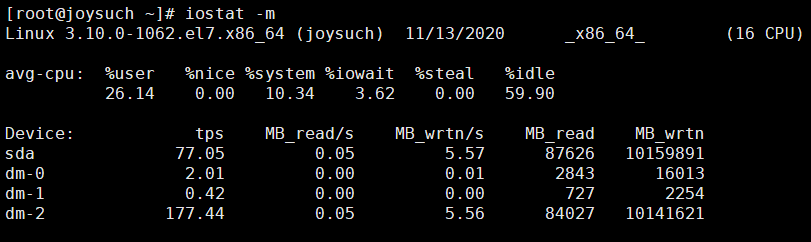 [root@joysuch ~]# iostat -m
Linux 3.10.0-1062.el7.x86_64 (joysuch)  11/13/2020      _x86_64_        (16 CPU)

avg-cpu:  %user   %nice %system %iowait  %steal   %idle
          26.14    0.00   10.34    3.62    0.00   59.90

Device:            tps    MB_read/s    MB_wrtn/s    MB_read    MB_wrtn
sda              77.05         0.05         5.57      87626   10159891
dm-0              2.01         0.00         0.01       2843      16013
dm-1              0.42         0.00         0.00        727       2254
dm-2            177.44         0.05         5.56      84027   10141621